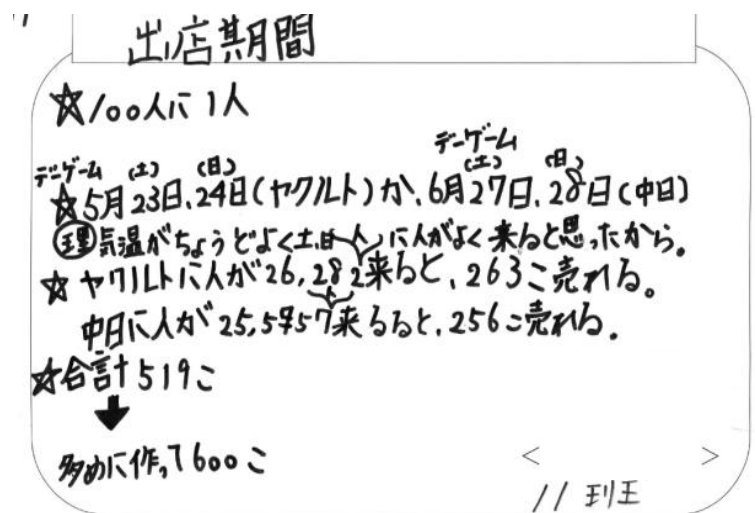 出店期間
☆100人に1人
デーゲーム
デーゲーム (土) (日) (土) (日)
☆5月23日、24日(ヤクルト)か、6月27日、28日(中日)
理 気温がちょうどよく土日に人がよく来ると思ったから。
☆ヤクルトに人が26,282人来ると、263こ売れる。
中日に人が25,557人来るると、256こ売れる。
☆合計519こ
↓
多めに作って600こ
< >
11班